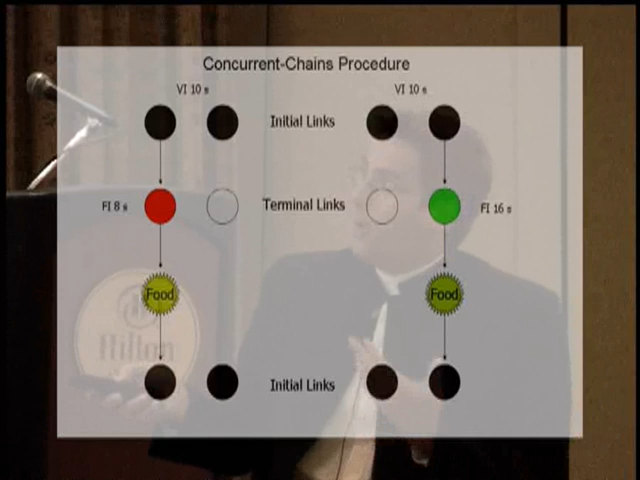 Concurrent-Chains Procedure
VI 10 s
VI 10 s
Initial Links
FI 8 s
Terminal Links
FI 16 s
Food
Food
Hilton
Initial Links